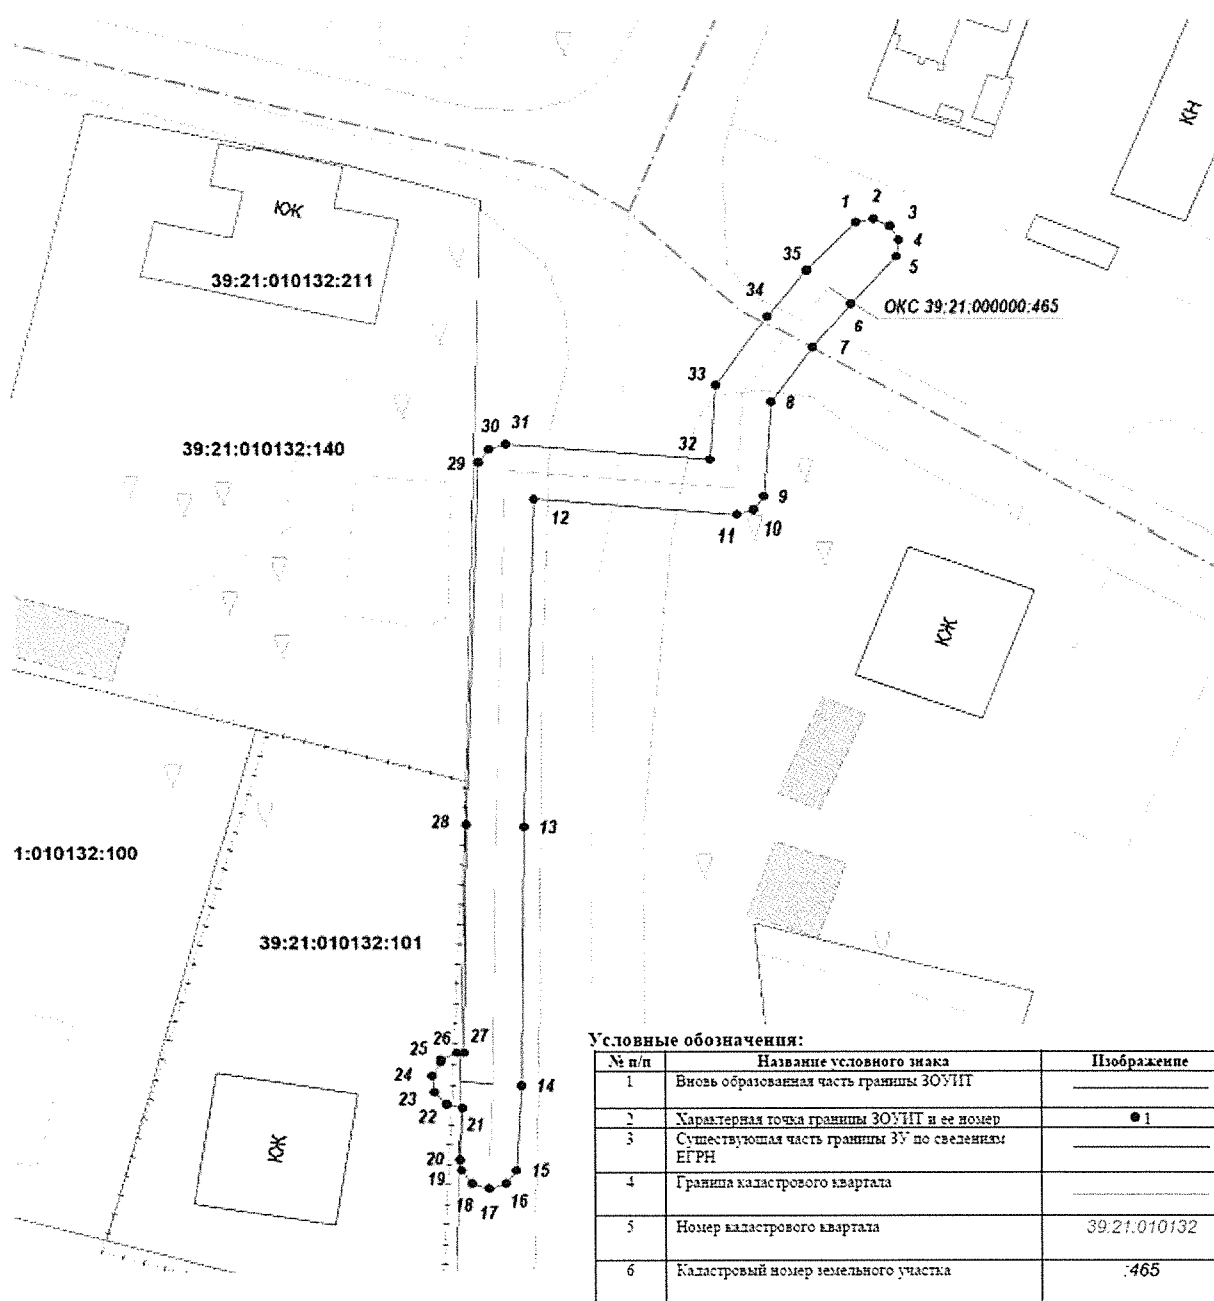 КН
КЖ
39:21:010132:211
1
2
3
4
5
35
34
6
ОКС 39:21:000000:465
7
33
8
39:21:010132:140
30
31
32
29
9
12
11
10
КЖ
28
13
1:010132:100
39:21:010132:101
26
27
25
24
14
23
22
21
20
15
19
18
17
16
КЖ
Условные обозначения:
№ п/п Название условного знака Изображение
1 Вновь образованная часть границы ЗОУИТ
2 Характерная точка границы ЗОУИТ и ее номер 1
3 Существующая часть границы ЗУ по сведениям
ЕГРН
4 Граница кадастрового квартала
5 Номер кадастрового квартала 39:21:010132
6 Кадастровый номер земельного участка :465